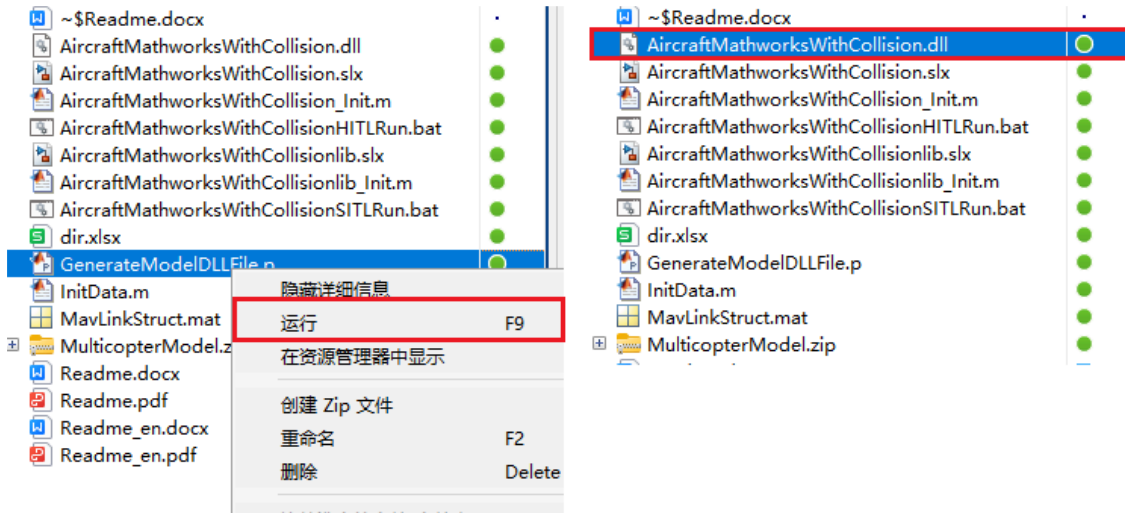 ~$Readme.docx
AircraftMathworksWithCollision.dll
AircraftMathworksWithCollision.slx
AircraftMathworksWithCollision_Init.m
AircraftMathworksWithCollisionHITLRun.bat
AircraftMathworksWithCollisionlib.slx
AircraftMathworksWithCollisionlib_Init.m
AircraftMathworksWithCollisionSITLRun.bat
dir.xlsx
GenerateModelDLLFile.p
InitData.m
MavLinkStruct.mat
MulticopterModel.z
Readme.docx
Readme.pdf
Readme_en.docx
Readme_en.pdf
隐藏详细信息
运行 F9
在资源管理器中显示
创建 Zip 文件
重命名 F2
删除 Delete
~$Readme.docx
AircraftMathworksWithCollision.dll
AircraftMathworksWithCollision.slx
AircraftMathworksWithCollision_Init.m
AircraftMathworksWithCollisionHITLRun.bat
AircraftMathworksWithCollisionlib.slx
AircraftMathworksWithCollisionlib_Init.m
AircraftMathworksWithCollisionSITLRun.bat
dir.xlsx
GenerateModelDLLFile.p
InitData.m
MavLinkStruct.mat
MulticopterModel.zip